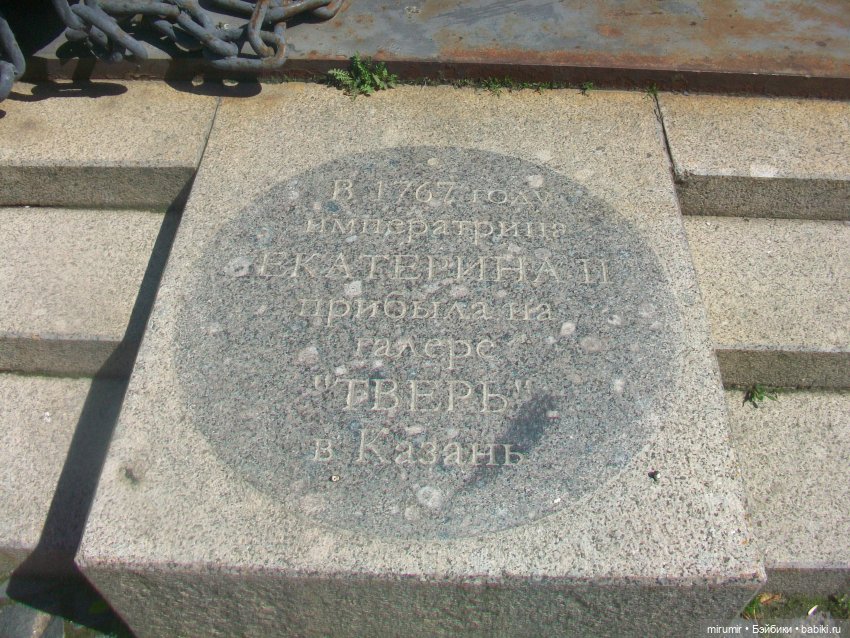 В 1767 году
императрица
ЕКАТЕРИНА II
прибыла на
галере
"ТВЕРЬ"
в Казань
mirumir • Бэйбики • babiki.ru